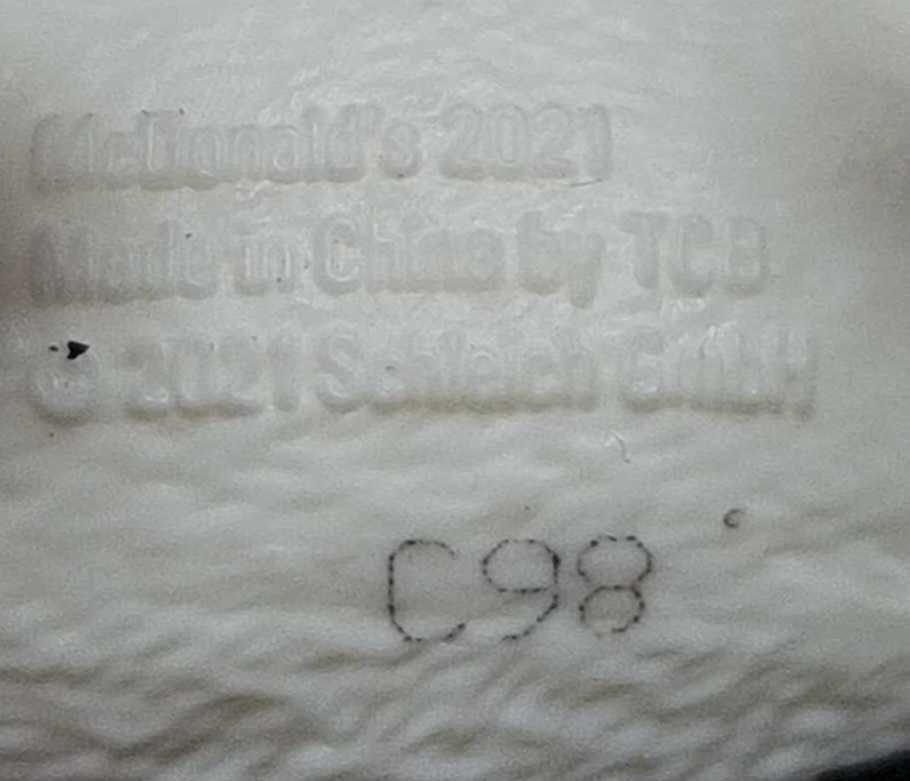 McDonald's 2021
Made in China by TCB
© 2021 Schleich GmbH
C98